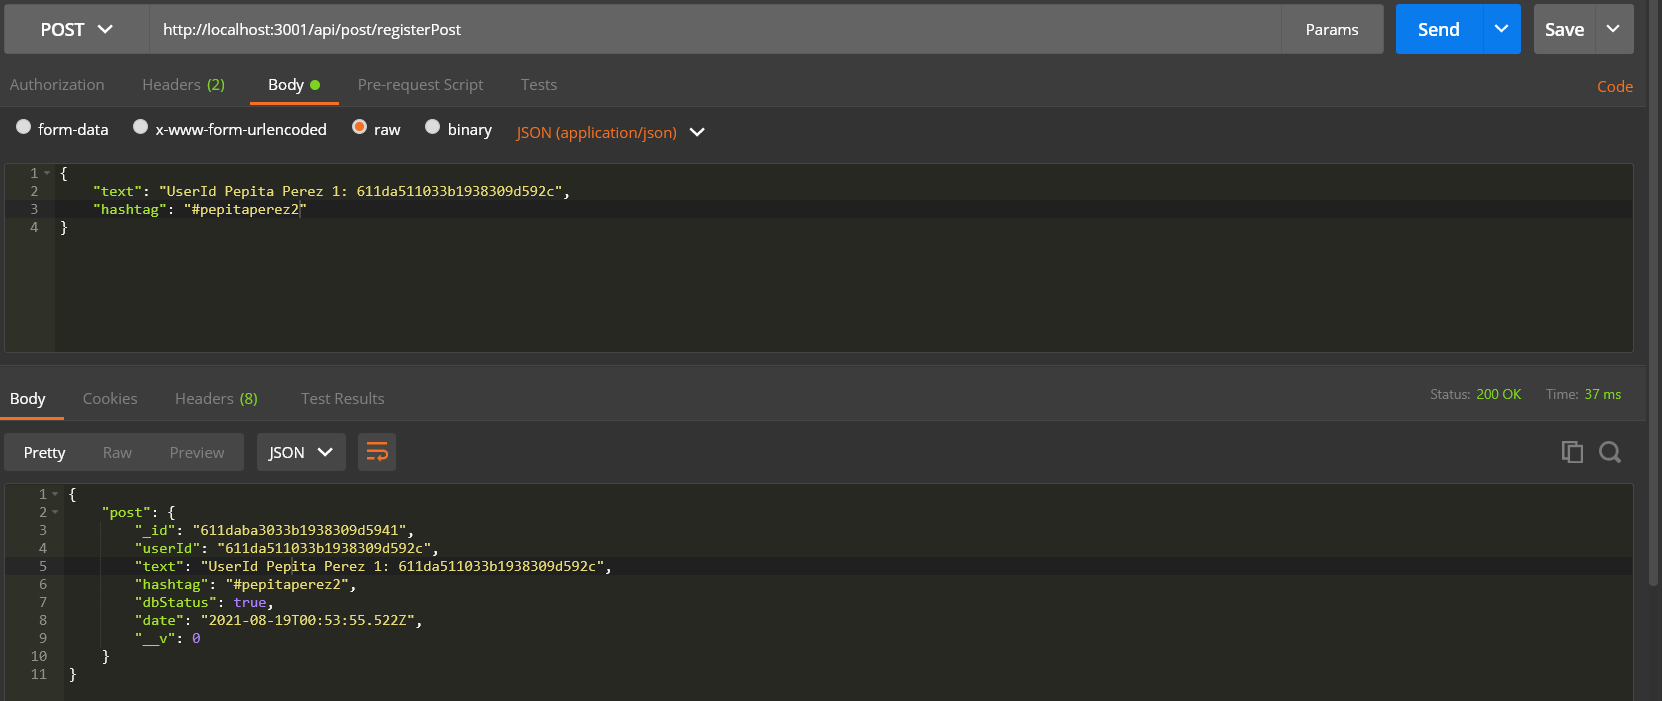 POST http://localhost:3001/api/post/registerPost Params Send Save
Authorization Headers (2) Body Pre-request Script Tests Code
form-data x-www-form-urlencoded raw binary JSON (application/json)
1 {
2 "text": "UserId Pepita Perez 1: 611da511033b1938309d592c",
3 "hashtag": "#pepitaperez2"
4 }
Body Cookies Headers (8) Test Results Status: 200 OK Time: 37 ms
Pretty Raw Preview JSON
1 {
2 "post": {
3 "_id": "611daba3033b1938309d5941",
4 "userId": "611da511033b1938309d592c",
5 "text": "UserId Pepita Perez 1: 611da511033b1938309d592c",
6 "hashtag": "#pepitaperez2",
7 "dbStatus": true,
8 "date": "2021-08-19T00:53:55.522Z",
9 "__v": 0
10 }
11 }